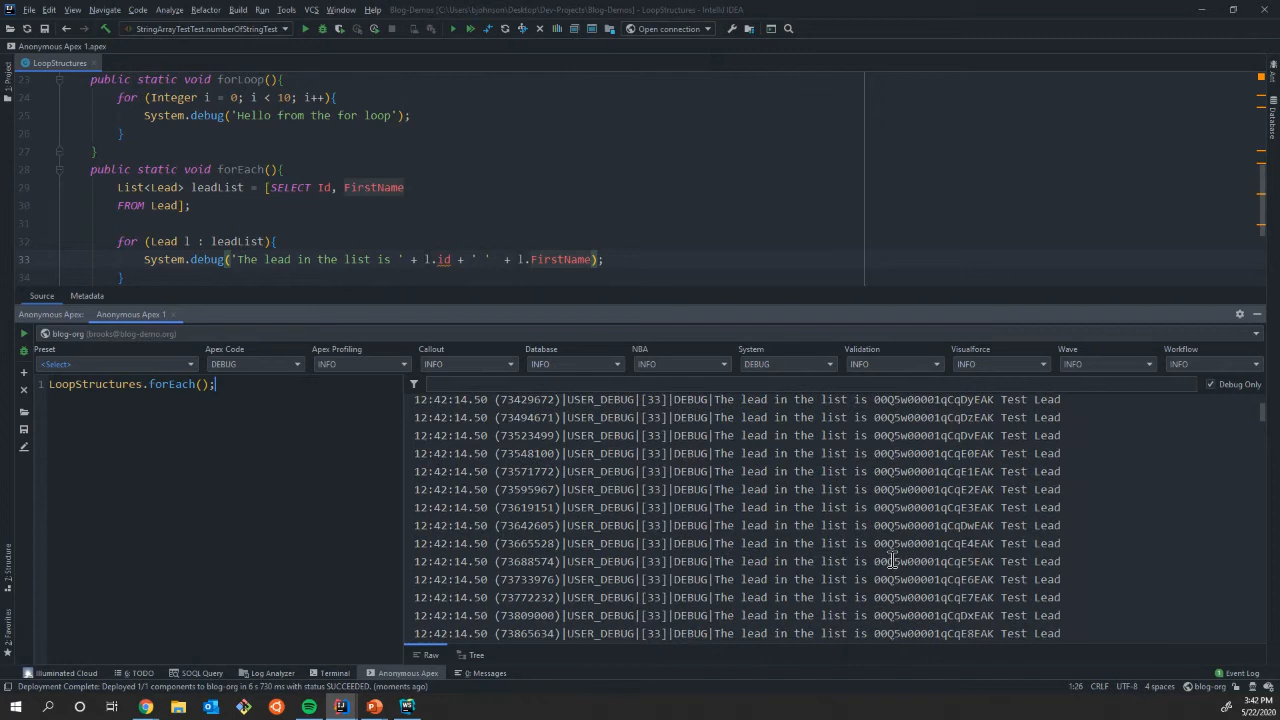 File Edit View Navigate Code Analyze Refactor Build Run Tools VCS Window Help Blog-Demos [C:\Users\bjohnson\Desktop\Dev-Projects\Blog-Demos] - LoopStructures - IntelliJ IDEA
StringArrayTestTest.numberOfStringTest Open connection
Anonymous Apex 1.apex
LoopStructures
1: Project
Ant
Database
23 public static void forLoop(){
24 for (Integer i = 0; i < 10; i++){
25 System.debug('Hello from the for loop');
26 }
27 }
28 public static void forEach(){
29 List<Lead> leadList = [SELECT Id, FirstName
30 FROM Lead];
31
32 for (Lead l : leadList){
33 System.debug('The lead in the list is ' + l.id + ' ' + l.FirstName);
34 }
Source Metadata
Anonymous Apex: Anonymous Apex 1
blog-org (brooks@blog-demo.org)
Preset Apex Code Apex Profiling Callout Database NBA System Validation Visualforce Wave Workflow
<Select> DEBUG INFO INFO INFO INFO DEBUG INFO INFO INFO INFO
1 LoopStructures.forEach();
Debug Only
12:42:14.50 (73429672)|USER_DEBUG|[33]|DEBUG|The lead in the list is 00Q5w00001qCqDyEAK Test Lead
12:42:14.50 (73494671)|USER_DEBUG|[33]|DEBUG|The lead in the list is 00Q5w00001qCqDzEAK Test Lead
12:42:14.50 (73523499)|USER_DEBUG|[33]|DEBUG|The lead in the list is 00Q5w00001qCqDvEAK Test Lead
12:42:14.50 (73548100)|USER_DEBUG|[33]|DEBUG|The lead in the list is 00Q5w00001qCqE0EAK Test Lead
12:42:14.50 (73571772)|USER_DEBUG|[33]|DEBUG|The lead in the list is 00Q5w00001qCqE1EAK Test Lead
12:42:14.50 (73595967)|USER_DEBUG|[33]|DEBUG|The lead in the list is 00Q5w00001qCqE2EAK Test Lead
12:42:14.50 (73619151)|USER_DEBUG|[33]|DEBUG|The lead in the list is 00Q5w00001qCqE3EAK Test Lead
12:42:14.50 (73642605)|USER_DEBUG|[33]|DEBUG|The lead in the list is 00Q5w00001qCqDwEAK Test Lead
12:42:14.50 (73665528)|USER_DEBUG|[33]|DEBUG|The lead in the list is 00Q5w00001qCqE4EAK Test Lead
12:42:14.50 (73688574)|USER_DEBUG|[33]|DEBUG|The lead in the list is 00Q5w00001qCqE5EAK Test Lead
12:42:14.50 (73733976)|USER_DEBUG|[33]|DEBUG|The lead in the list is 00Q5w00001qCqE6EAK Test Lead
12:42:14.50 (73772232)|USER_DEBUG|[33]|DEBUG|The lead in the list is 00Q5w00001qCqE7EAK Test Lead
12:42:14.50 (73809000)|USER_DEBUG|[33]|DEBUG|The lead in the list is 00Q5w00001qCqDxEAK Test Lead
12:42:14.50 (73865634)|USER_DEBUG|[33]|DEBUG|The lead in the list is 00Q5w00001qCqE8EAK Test Lead
Raw Tree
7: Structure
2: Favorites
Illuminated Cloud 6: TODO SOQL Query Log Analyzer Terminal Anonymous Apex 0: Messages Event Log
Deployment Complete: Deployed 1/1 components to blog-org in 6 s 730 ms with status SUCCEEDED. (moments ago) 1:26 CRLF UTF-8 4 spaces blog-org
3:42 PM
5/22/2020